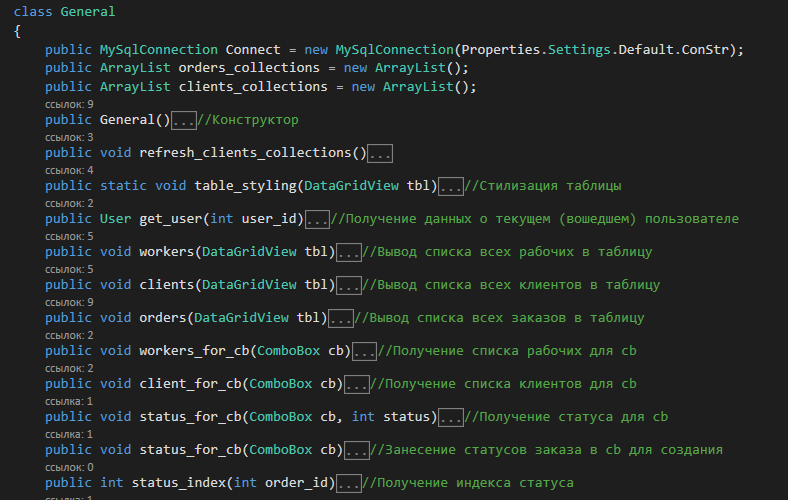 class General
{
public MySqlConnection Connect = new MySqlConnection(Properties.Settings.Default.ConStr);
public ArrayList orders_collections = new ArrayList();
public ArrayList clients_collections = new ArrayList();
ссылок: 9
public General()...//Конструктор
ссылок: 3
public void refresh_clients_collections()...
ссылок: 4
public static void table_styling(DataGridView tbl)...//Стилизация таблицы
ссылок: 2
public User get_user(int user_id)...//Получение данных о текущем (вошедшем) пользователе
ссылок: 5
public void workers(DataGridView tbl)...//Вывод списка всех рабочих в таблицу
ссылок: 5
public void clients(DataGridView tbl)...//Вывод списка всех клиентов в таблицу
ссылок: 9
public void orders(DataGridView tbl)...//Вывод списка всех заказов в таблицу
ссылок: 2
public void workers_for_cb(ComboBox cb)...//Получение списка рабочих для cb
ссылок: 2
public void client_for_cb(ComboBox cb)...//Получение списка клиентов для cb
ссылка: 1
public void status_for_cb(ComboBox cb, int status)...//Получение статуса для cb
ссылка: 1
public void status_for_cb(ComboBox cb)...//Занесение статусов заказа в cb для создания
ссылок: 0
public int status_index(int order_id)...//Получение индекса статуса
ссылка: 1